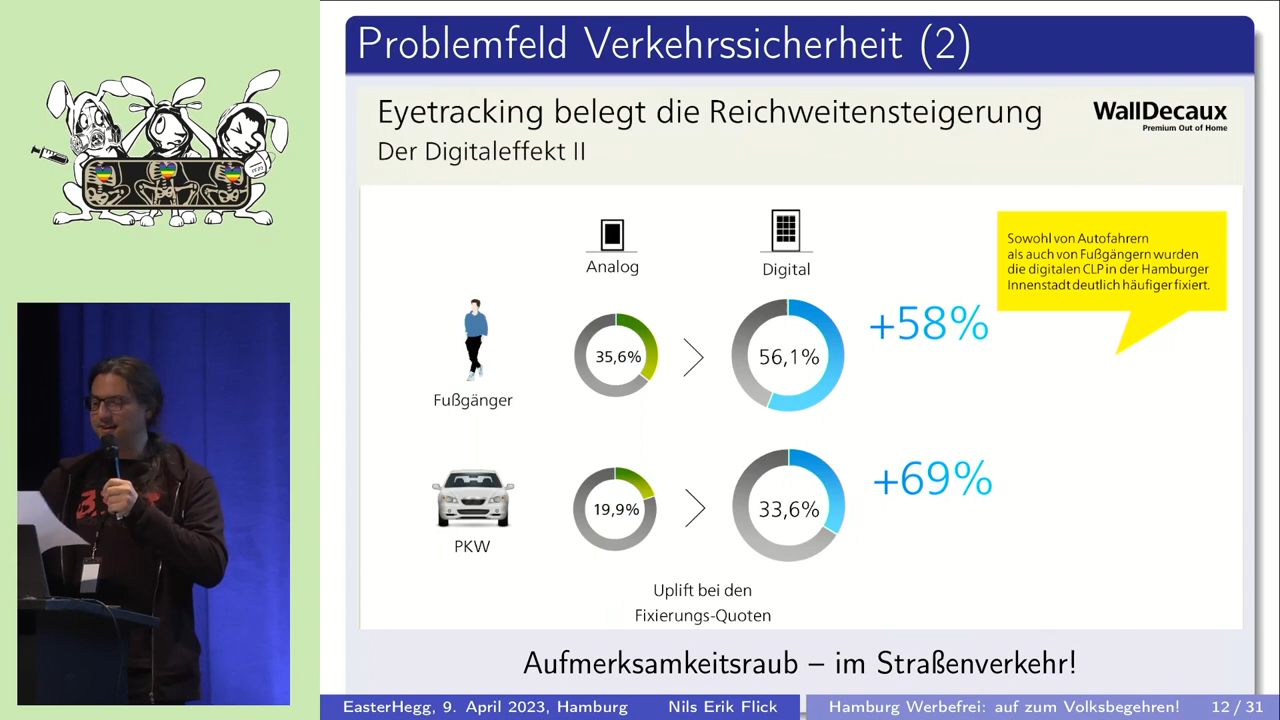 Problemfeld Verkehrssicherheit (2)
Eyetracking belegt die Reichweitensteigerung
Der Digitaleffekt II
WallDecaux
Premium Out of Home
Analog
Digital
Sowohl von Autofahrern
als auch von Fußgängern wurden
die digitalen CLP in der Hamburger
Innenstadt deutlich häufiger fixiert.
35,6%
56,1%
+58%
Fußgänger
19,9%
33,6%
+69%
PKW
Uplift bei den
Fixierungs-Quoten
Aufmerksamkeitsraub – im Straßenverkehr!
EasterHegg, 9. April 2023, Hamburg Nils Erik Flick Hamburg Werbefrei: auf zum Volksbegehren! 12 / 31